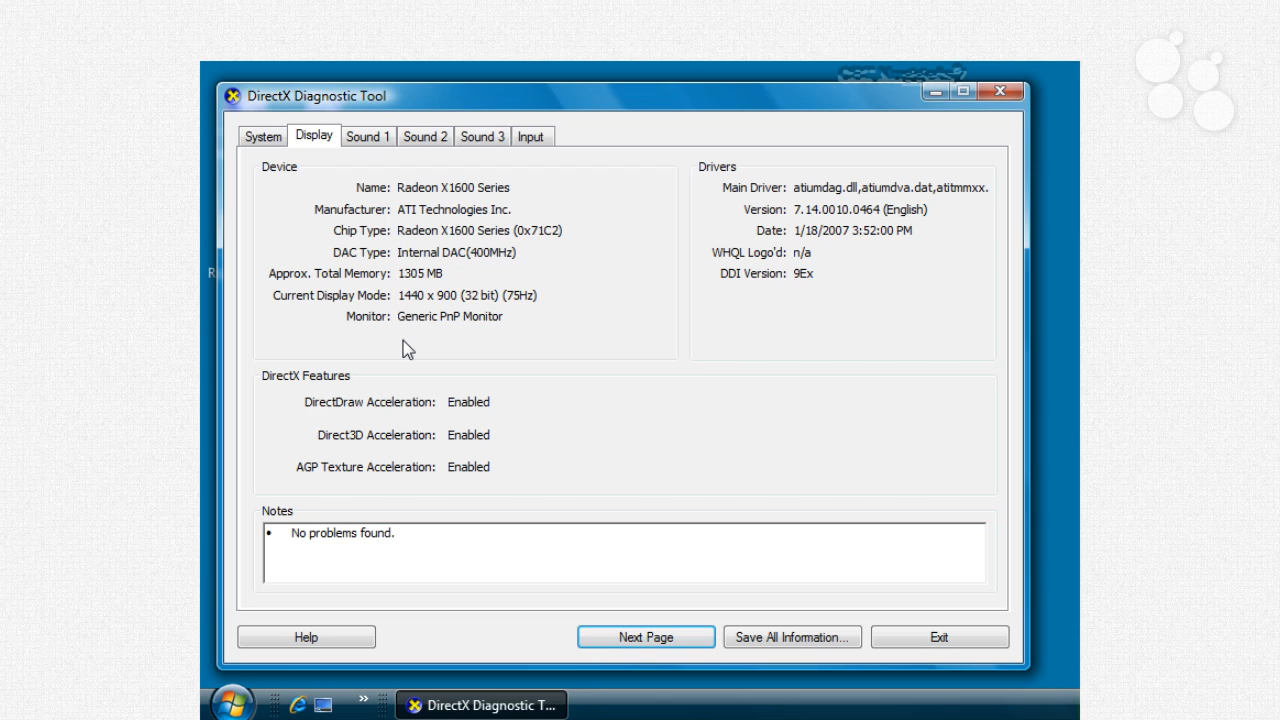 DirectX Diagnostic Tool
System Display Sound 1 Sound 2 Sound 3 Input
Device
Name: Radeon X1600 Series
Manufacturer: ATI Technologies Inc.
Chip Type: Radeon X1600 Series (0x71C2)
DAC Type: Internal DAC(400MHz)
Approx. Total Memory: 1305 MB
Current Display Mode: 1440 x 900 (32 bit) (75Hz)
Monitor: Generic PnP Monitor
Drivers
Main Driver: atiumdag.dll,atiumdva.dat,atitmmxx.
Version: 7.14.0010.0464 (English)
Date: 1/18/2007 3:52:00 PM
WHQL Logo'd: n/a
DDI Version: 9Ex
DirectX Features
DirectDraw Acceleration: Enabled
Direct3D Acceleration: Enabled
AGP Texture Acceleration: Enabled
Notes
• No problems found.
Help Next Page Save All Information... Exit
» DirectX Diagnostic T...